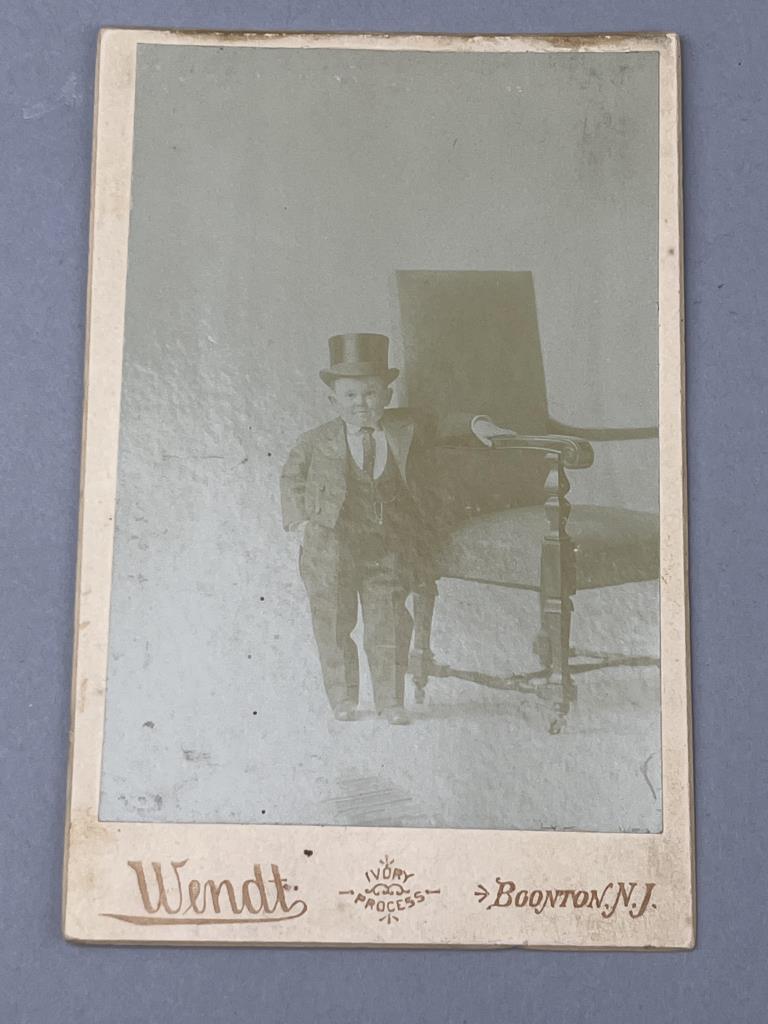 Wendt.
IVORY
PROCESS
BOONTON, N.J.